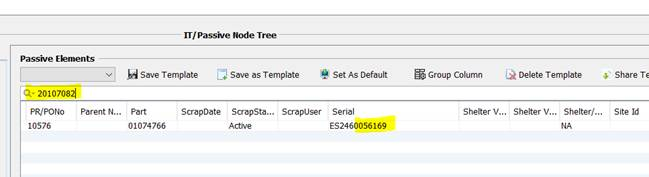 IT/Passive Node Tree
Passive Elements
Save Template Save as Template Set As Default Group Column Delete Template Share Te
20107082
PR/PONo Parent N... Part ScrapDate ScrapSta... ScrapUser Serial Shelter V... Shelter V... Shelter/... Site Id
10576 01074766 Active ES2460056169 NA